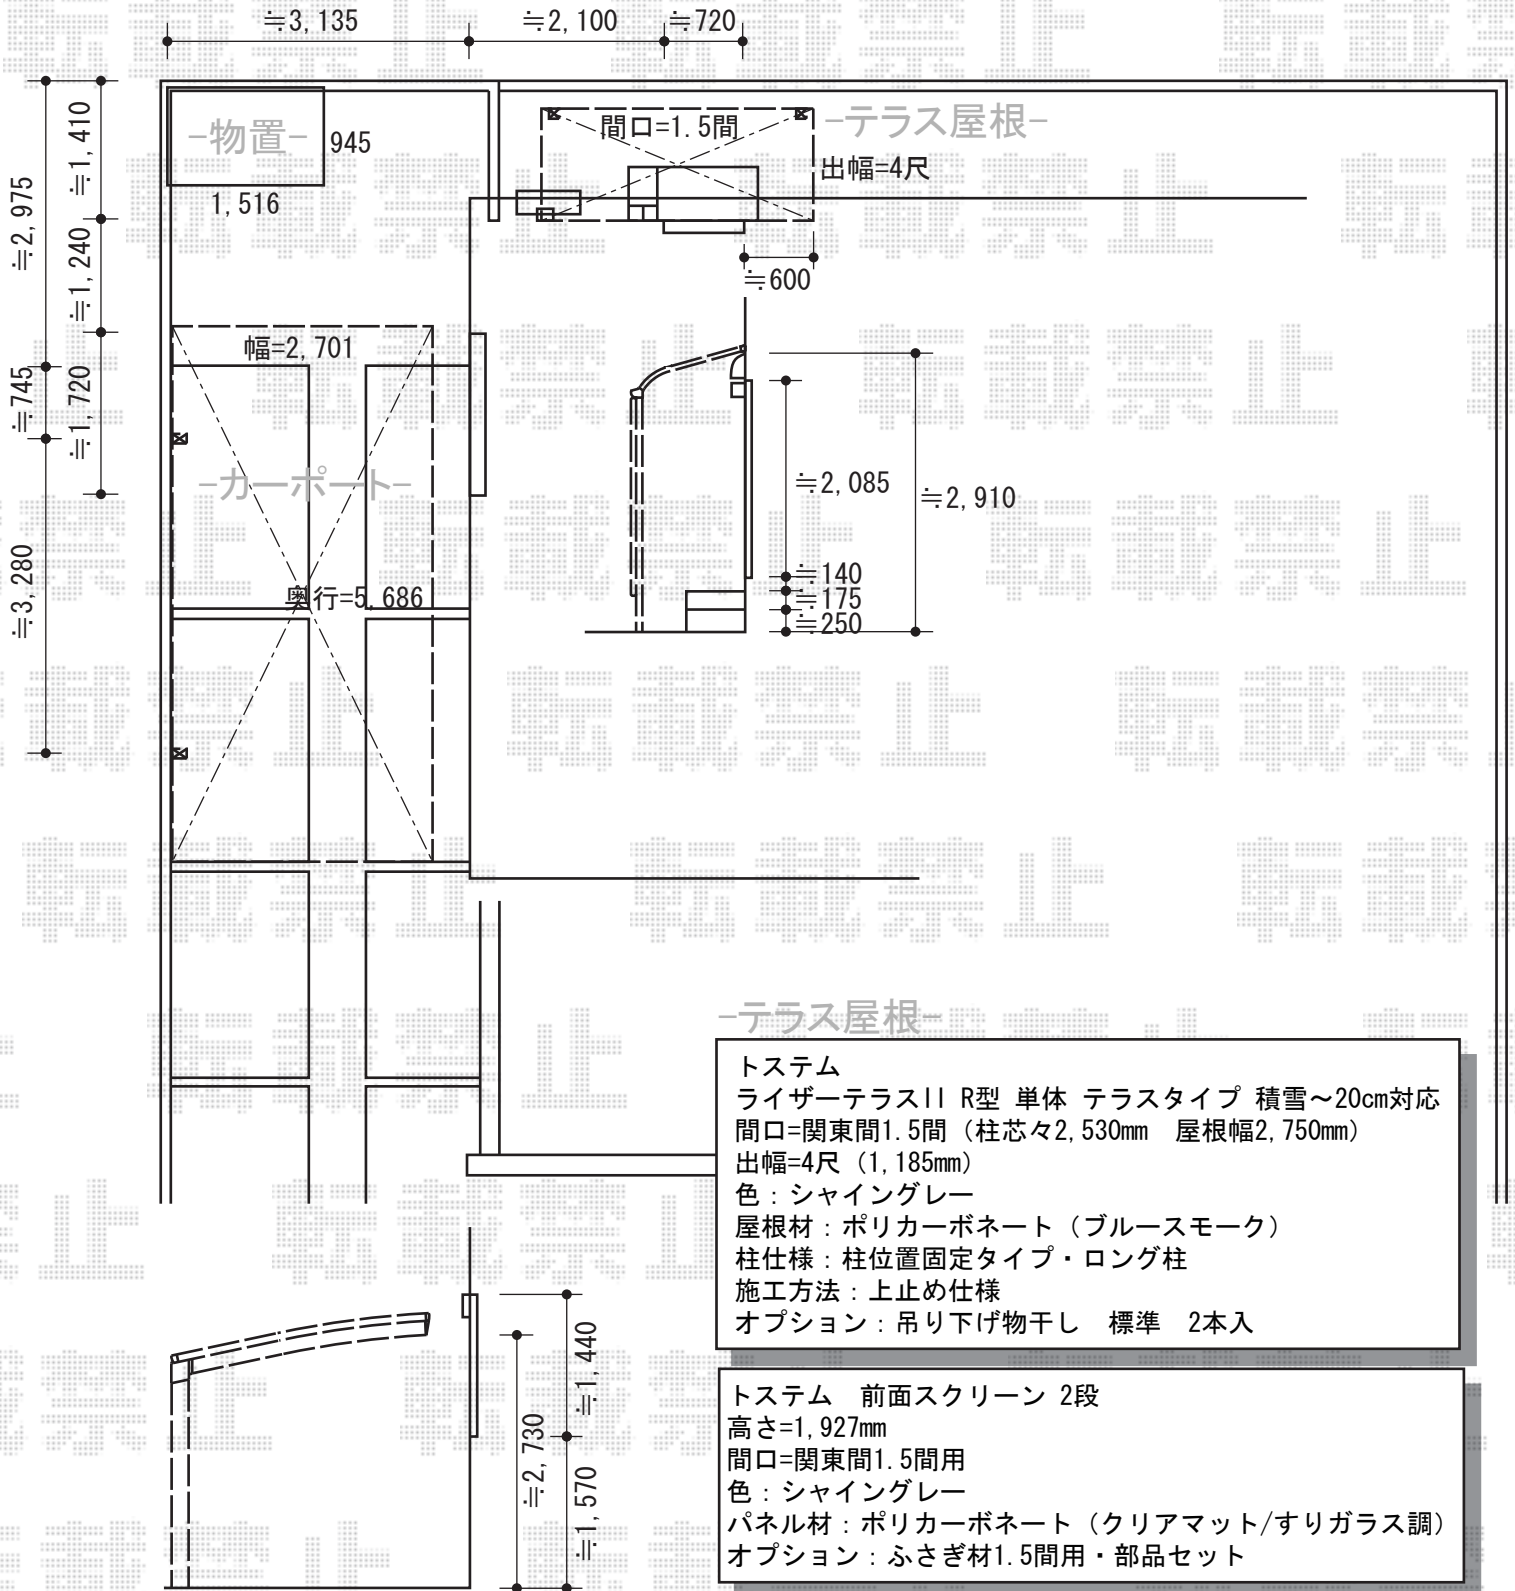 ≒3,135
≒2,100
≒720
≒2,975
≒1,410
≒1,240
≒745
≒1,720
≒3,280
-物置-
945
1,516
間口=1.5間
-テラス屋根-
出幅=4尺
≒600
幅=2,701
-カーポート-
奥行=5,686
≒2,085
≒2,910
≒140
≒175
≒250
-テラス屋根-
トステム
ライザーテラスII R型 単体 テラスタイプ 積雪～20cm対応
間口=関東間1.5間（柱芯々2,530mm 屋根幅2,750mm）
出幅=4尺（1,185mm）
色：シャイングレー
屋根材：ポリカーボネート（ブルースモーク）
柱仕様：柱位置固定タイプ・ロング柱
施工方法：上止め仕様
オプション：吊り下げ物干し 標準 2本入
トステム 前面スクリーン 2段
高さ=1,927mm
間口=関東間1.5間用
色：シャイングレー
パネル材：ポリカーボネート（クリアマット/すりガラス調）
オプション：ふさぎ材1.5間用・部品セット
≒2,730
≒1,440
≒1,570
転載禁止